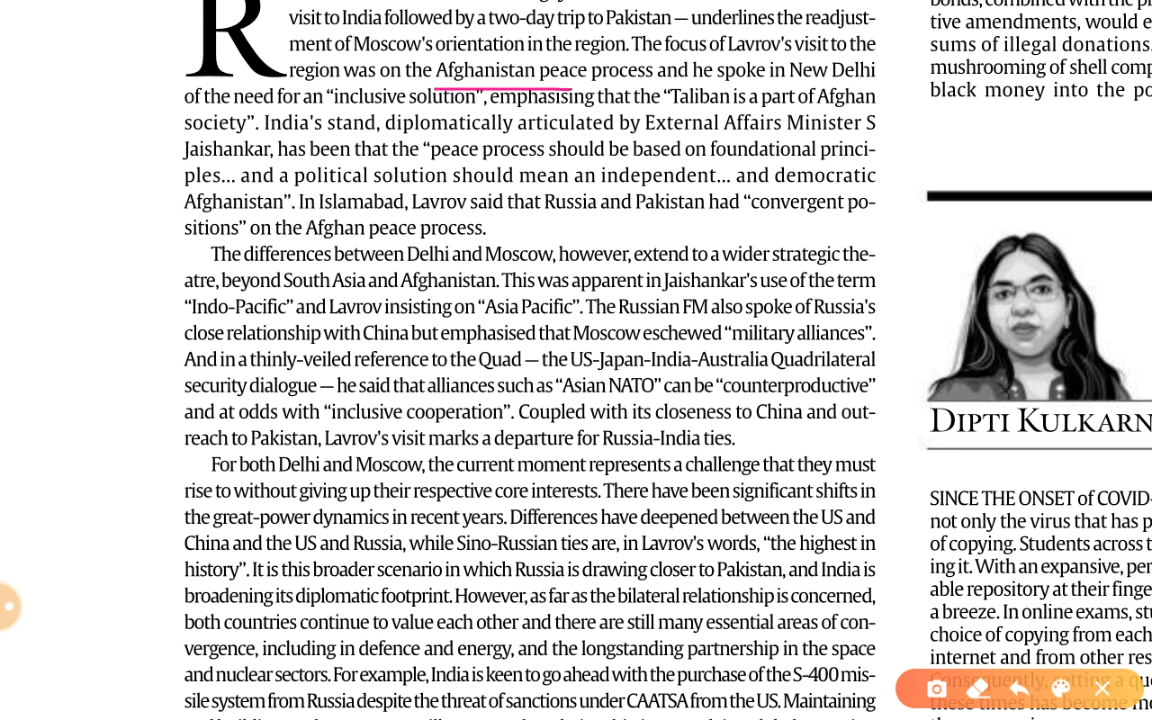 R
visit to India followed by a two-day trip to Pakistan — underlines the readjust-
ment of Moscow's orientation in the region. The focus of Lavrov's visit to the
region was on the Afghanistan peace process and he spoke in New Delhi
of the need for an “inclusive solution”, emphasising that the “Taliban is a part of Afghan
society”. India's stand, diplomatically articulated by External Affairs Minister S
Jaishankar, has been that the “peace process should be based on foundational princi-
ples... and a political solution should mean an independent... and democratic
Afghanistan”. In Islamabad, Lavrov said that Russia and Pakistan had “convergent po-
sitions” on the Afghan peace process.
The differences between Delhi and Moscow, however, extend to a wider strategic the-
atre, beyond South Asia and Afghanistan. This was apparent in Jaishankar's use of the term
“Indo-Pacific” and Lavrov insisting on “Asia Pacific”. The Russian FM also spoke of Russia's
close relationship with China but emphasised that Moscow eschewed “military alliances”.
And in a thinly-veiled reference to the Quad — the US-Japan-India-Australia Quadrilateral
security dialogue — he said that alliances such as “Asian NATO” can be “counterproductive”
and at odds with “inclusive cooperation”. Coupled with its closeness to China and out-
reach to Pakistan, Lavrov's visit marks a departure for Russia-India ties.
For both Delhi and Moscow, the current moment represents a challenge that they must
rise to without giving up their respective core interests. There have been significant shifts in
the great-power dynamics in recent years. Differences have deepened between the US and
China and the US and Russia, while Sino-Russian ties are, in Lavrov's words, “the highest in
history”. It is this broader scenario in which Russia is drawing closer to Pakistan, and India is
broadening its diplomatic footprint. However, as far as the bilateral relationship is concerned,
both countries continue to value each other and there are still many essential areas of con-
vergence, including in defence and energy, and the longstanding partnership in the space
and nuclear sectors. For example, India is keen to go ahead with the purchase of the S-400 mis-
sile system from Russia despite the threat of sanctions under CAATSA from the US. Maintaining
bonds, combined with the
tive amendments, would e
sums of illegal donations.
mushrooming of shell comp
black money into the po
DIPTI KULKARN
SINCE THE ONSET of COVID-
not only the virus that has p
of copying. Students across t
ing it. With an expansive, per
able repository at their finge
a breeze. In online exams, stu
choice of copying from each
internet and from other res
Consequently, getting a qu
these times has become mo